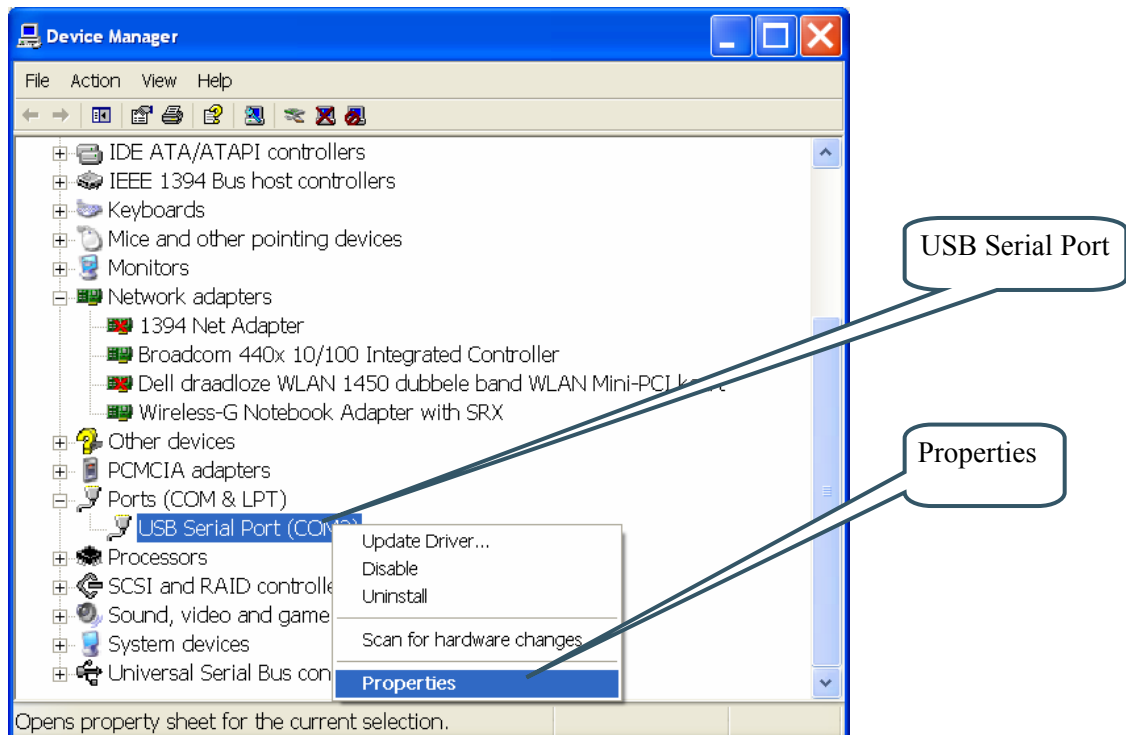 Device Manager
File Action View Help
IDE ATA/ATAPI controllers
IEEE 1394 Bus host controllers
Keyboards
Mice and other pointing devices
Monitors
Network adapters
1394 Net Adapter
Broadcom 440x 10/100 Integrated Controller
Dell draadloze WLAN 1450 dubbele band WLAN Mini-PCI
Wireless-G Notebook Adapter with SRX
Other devices
PCMCIA adapters
Ports (COM & LPT)
USB Serial Port
Processors
SCSI and RAID
Sound, video and game
System devices
Universal Serial Bus
Update Driver...
Disable
Uninstall
Scan for hardware changes
Properties
Opens property sheet for the current selection.
USB Serial Port
Properties